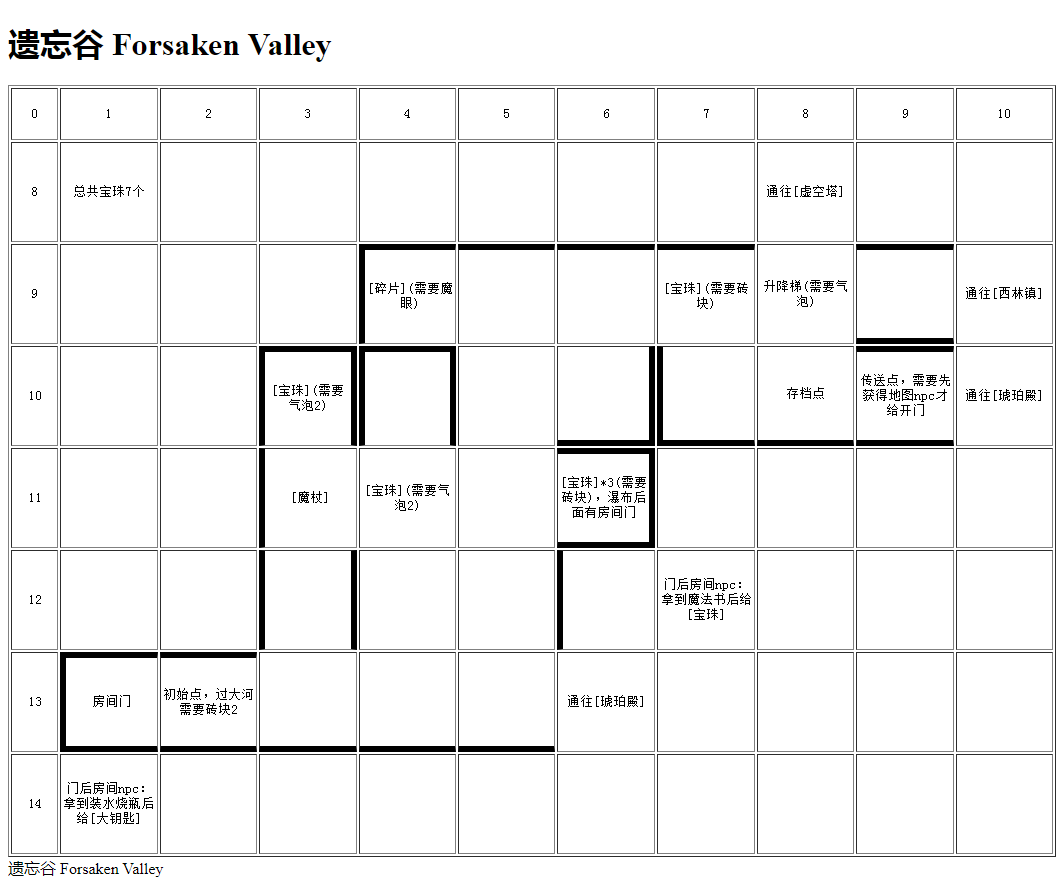 遗忘谷 Forsaken Valley
0 1 2 3 4 5 6 7 8 9 10
8 总共宝珠7个 通往[虚空塔]
9 [碎片](需要魔
眼) [宝珠](需要砖
块) 升降梯(需要气
泡) 通往[西林镇]
10 [宝珠](需要
气泡2) 存档点 传送点，需要先
获得地图npc才
给开门 通往[琥珀殿]
11 [魔杖] [宝珠](需要气
泡2) [宝珠]*3(需要
砖块)，瀑布后
面有房间门
12 门后房间npc：
拿到魔法书后给
[宝珠]
13 房间门 初始点，过大河
需要砖块2 通往[琥珀殿]
14 门后房间npc：
拿到装水烧瓶后
给[大钥匙]
遗忘谷 Forsaken Valley